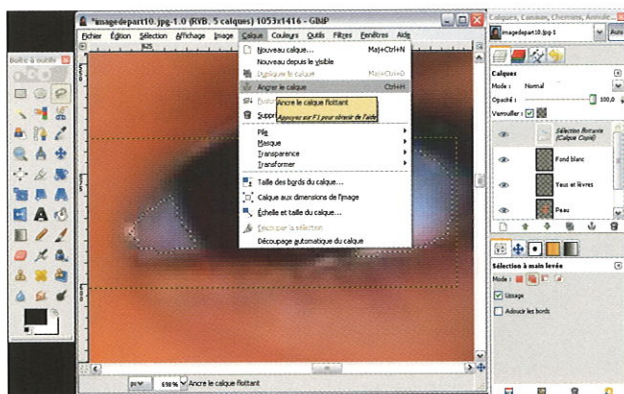 *imagedepart10.jpg-1.0 (RVB, 5 calques) 1053x1416 - GIMP
Fichier Édition Sélection Affichage Image Calque Couleurs Outils Filtres Fenêtres Aide
Boîte à outils
Nouveau calque... Maj+Ctrl+N
Nouveau depuis le visible
Dupliquer le calque Maj+Ctrl+D
Ancrer le calque Ctrl+H
Ancre le calque flottant
Suppri
Appuyez sur F1 pour obtenir de l'aide
Pile
Masque
Transparence
Transformer
Taille des bords du calque...
Calque aux dimensions de l'image
Échelle et taille du calque...
Découpage automatique du calque
px 698% Ancre le calque flottant
Calques, Canaux, Chemins, Annule...
imagedepart10.jpg-1 Auto
Calques
Mode : Normal
Opacité : 100,0
Verrouiller :
Sélection flottante
(Calque Copié)
Fond blanc
Yeux et lèvres
Peau
Sélection à main levée
Mode :
Lissage
Adoucir les bords